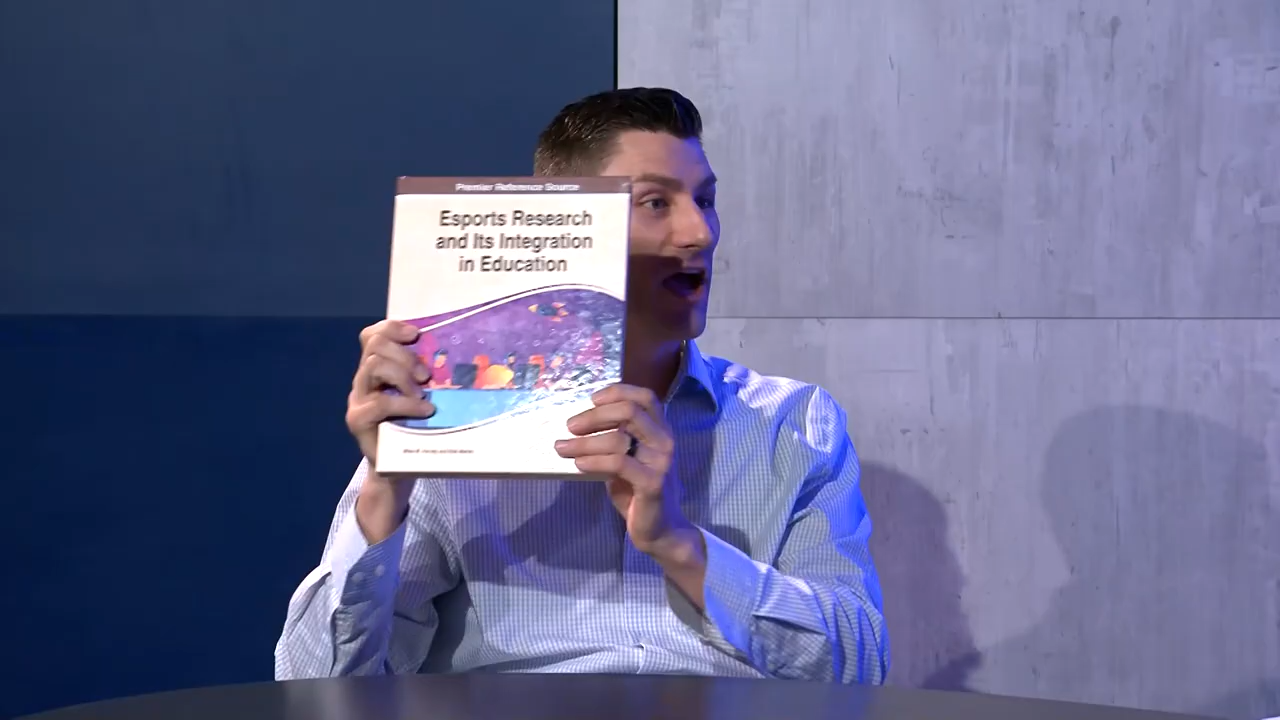 Premier Reference Source
Esports Research
and Its Integration
in Education